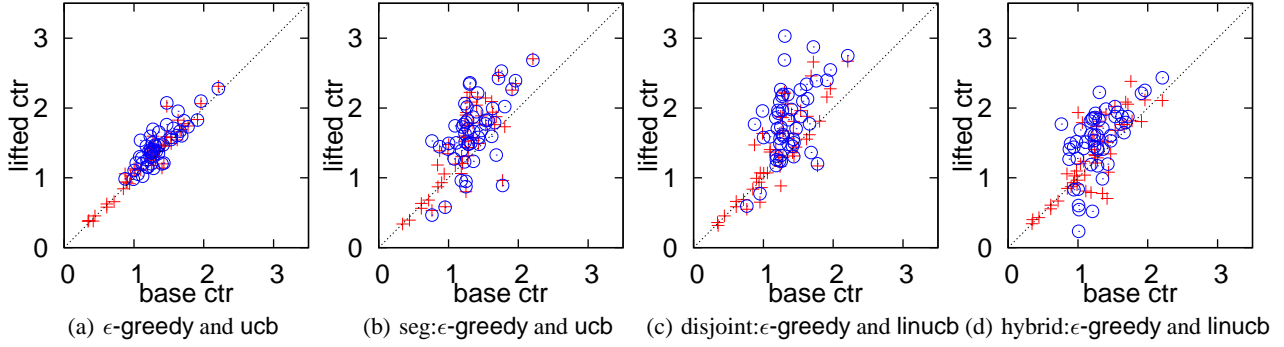 3
2
1
0
lifted ctr
0 1 2 3
base ctr
(a) ϵ-greedy and ucb
3
2
1
0
lifted ctr
0 1 2 3
base ctr
(b) seg:ϵ-greedy and ucb
3
2
1
0
lifted ctr
0 1 2 3
base ctr
(c) disjoint:ϵ-greedy and linucb
3
2
1
0
lifted ctr
0 1 2 3
base ctr
(d) hybrid:ϵ-greedy and linucb